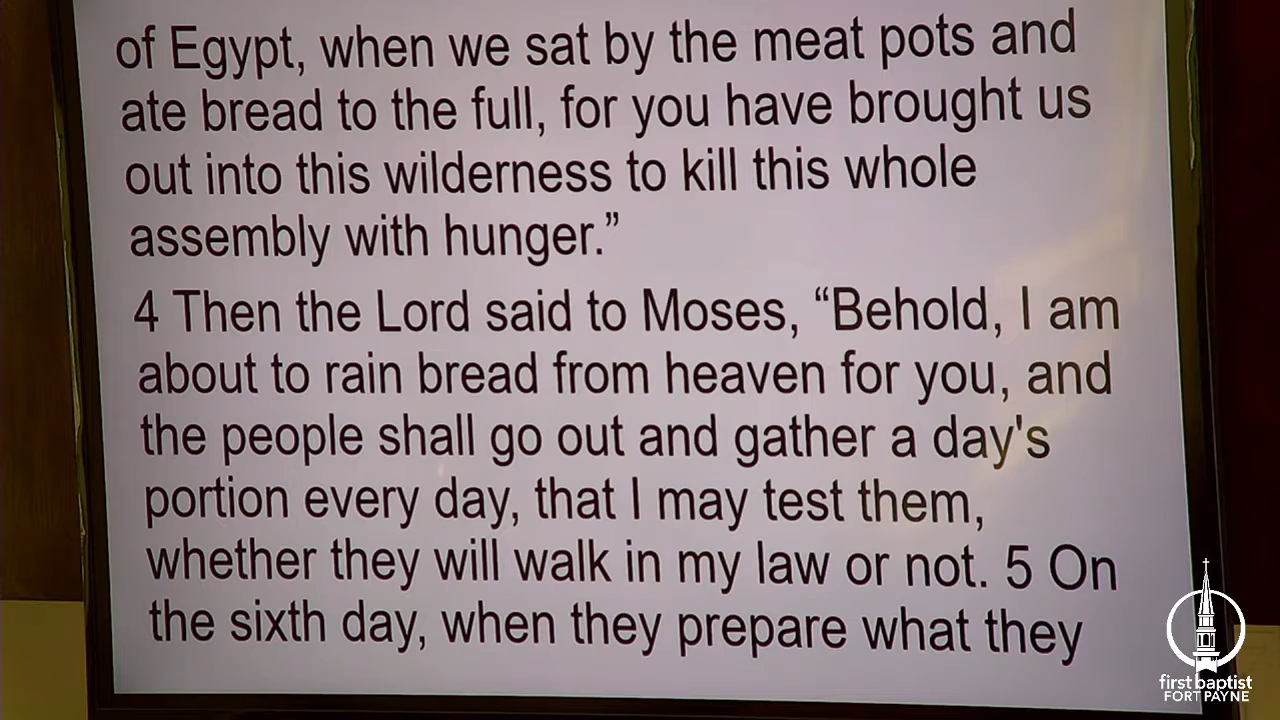 of Egypt, when we sat by the meat pots and
ate bread to the full, for you have brought us
out into this wilderness to kill this whole
assembly with hunger.”
4 Then the Lord said to Moses, “Behold, I am
about to rain bread from heaven for you, and
the people shall go out and gather a day's
portion every day, that I may test them,
whether they will walk in my law or not. 5 On
the sixth day, when they prepare what they
first baptist
FORT PAYNE